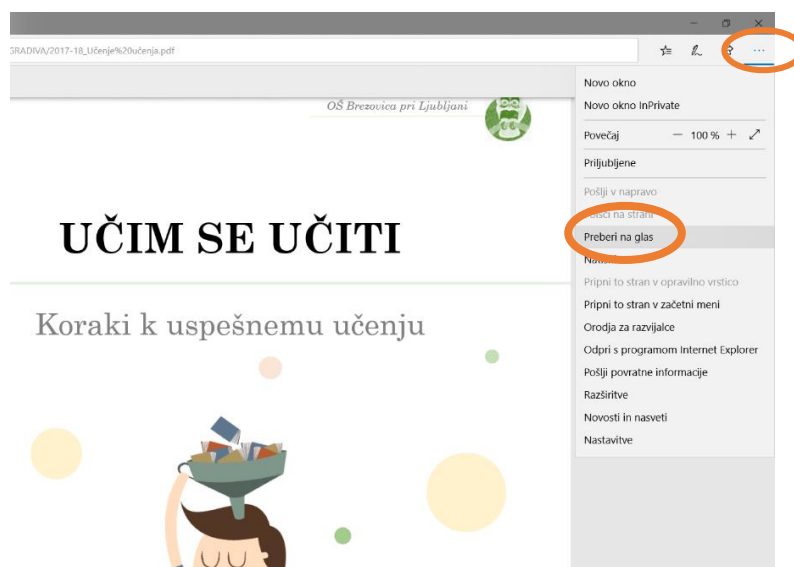 GRADIVA/2017-18_Učenje%20učenja.pdf
OŠ Brezovica pri Ljubljani
UČIM SE UČITI
Koraki k uspešnemu učenju
Novo okno
Novo okno InPrivate
Povečaj — 100 % +
Priljubljene
Pošlji v napravo
na strani
Preberi na glas
Pripni to stran v opravilno vrstico
Pripni to stran v začetni meni
Orodja za razvijalce
Odpri s programom Internet Explorer
Pošlji povratne informacije
Razširitve
Novosti in nasveti
Nastavitve